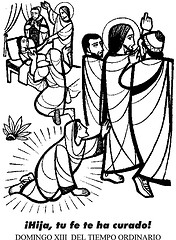 ¡Hija, tu fe te ha curado!
DOMINGO XIII DEL TIEMPO ORDINARIO